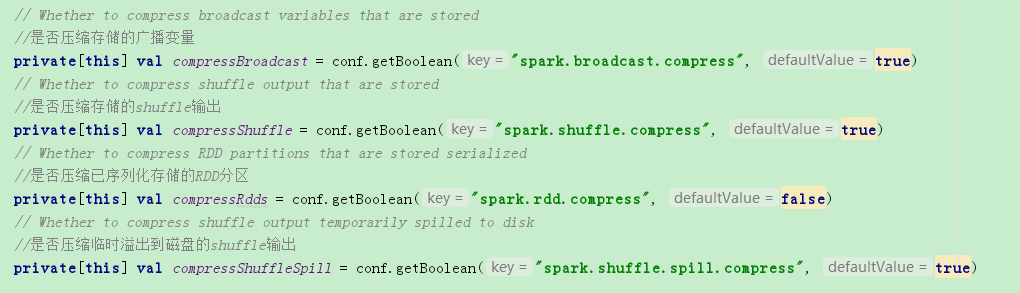 // Whether to compress broadcast variables that are stored
//是否压缩存储的广播变量
private[this] val compressBroadcast = conf.getBoolean( key = "spark.broadcast.compress", defaultValue = true)
// Whether to compress shuffle output that are stored
//是否压缩存储的shuffle输出
private[this] val compressShuffle = conf.getBoolean( key = "spark.shuffle.compress", defaultValue = true)
// Whether to compress RDD partitions that are stored serialized
//是否压缩已序列化存储的RDD分区
private[this] val compressRdds = conf.getBoolean( key = "spark.rdd.compress", defaultValue = false)
// Whether to compress shuffle output temporarily spilled to disk
//是否压缩临时溢出到磁盘的shuffle输出
private[this] val compressShuffleSpill = conf.getBoolean( key = "spark.shuffle.spill.compress", defaultValue = true)